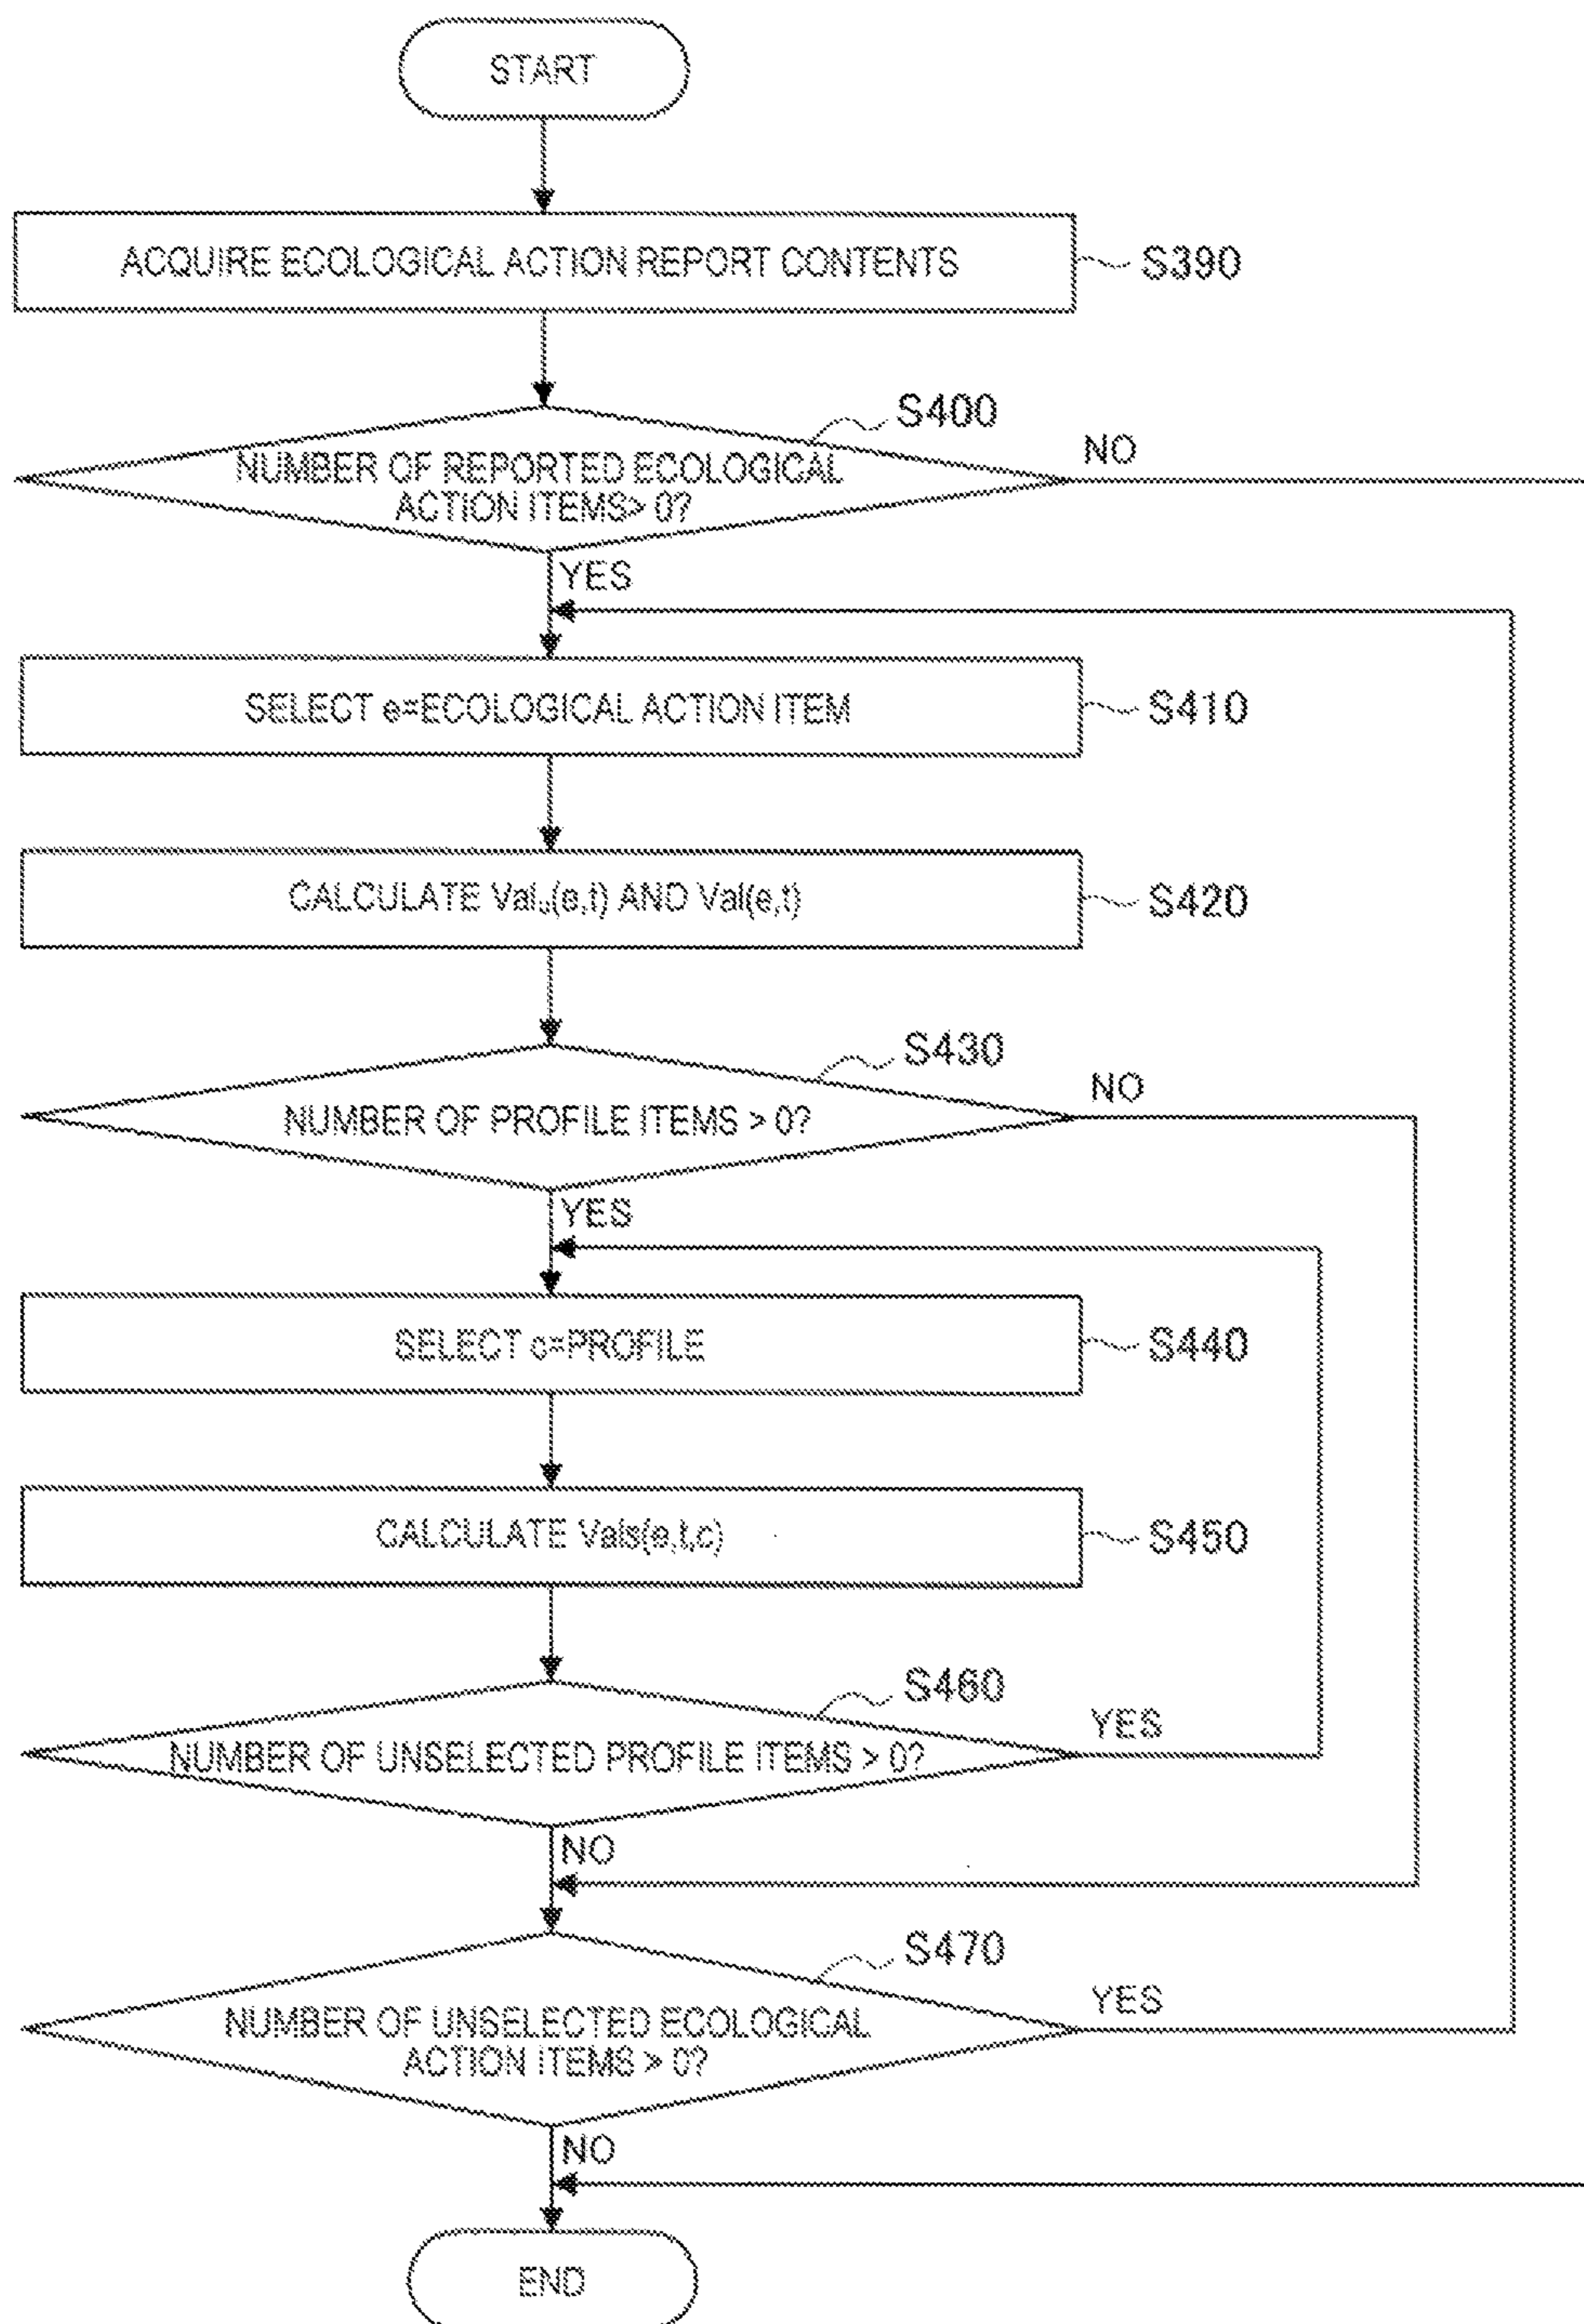 START
ACQUIRE ECOLOGICAL ACTION REPORT CONTENTS
S390
S400
NO
NUMBER OF REPORTED ECOLOGICAL
ACTION ITEMS> 0?
YES
SELECT e=ECOLOGICAL ACTION ITEM
S410
CALCULATE Valᵤ(e,t) AND Val(e,t)
S420
S430
NO
NUMBER OF PROFILE ITEMS > 0?
YES
SELECT c=PROFILE
S440
CALCULATE Vals(e,t,c)
S450
S460
YES
NUMBER OF UNSELECTED PROFILE ITEMS > 0?
NO
S470
YES
NUMBER OF UNSELECTED ECOLOGICAL
ACTION ITEMS > 0?
NO
END